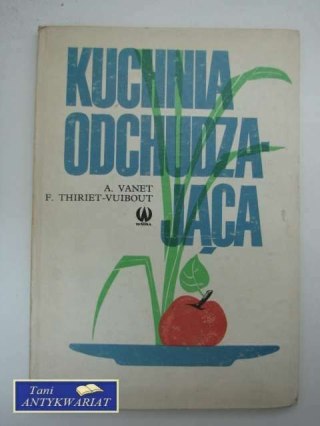 KUCHNIA
ODCHUDZA-
A. VANET
F. THIRIET-VUIBOUT
JĄCA
WATRA
Tani
ANTYKWARIAT